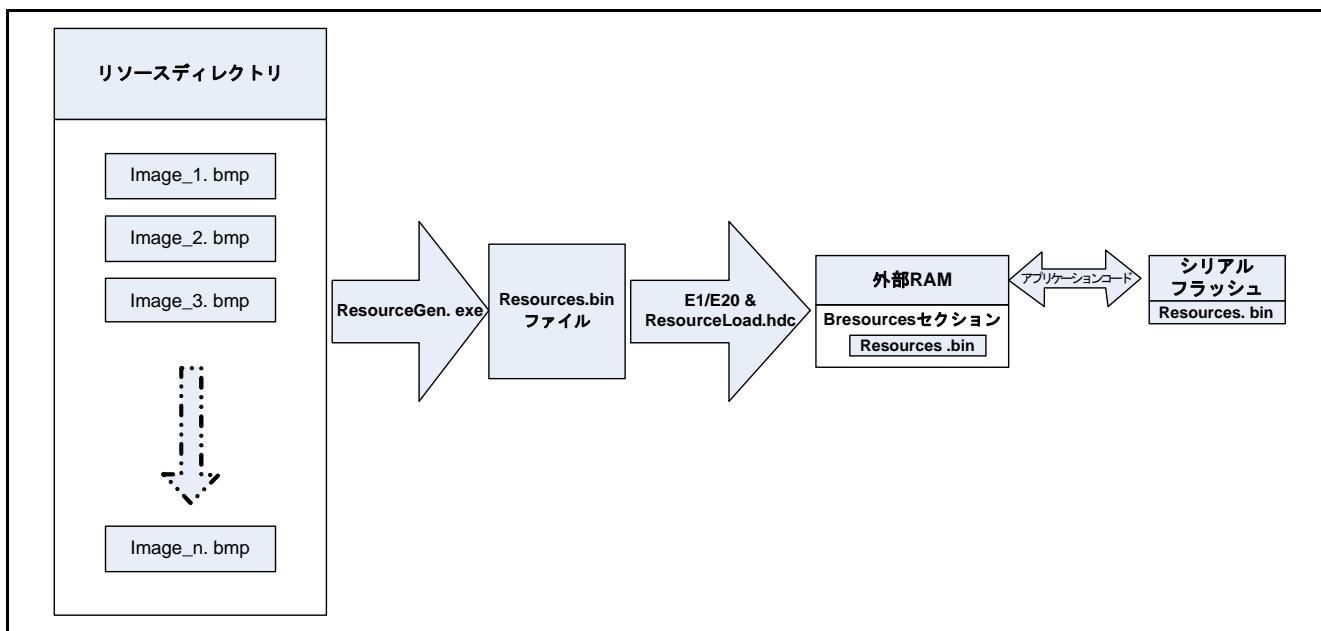 リソースディレクトリ
Image_1. bmp
Image_2. bmp
Image_3. bmp
Image_n. bmp
ResourceGen. exe
Resources.bin
ファイル
E1/E20 &
ResourceLoad.hdc
外部RAM
Bresourcesセクション
Resources .bin
アプリケーションコード
シリアル
フラッシュ
Resources. bin